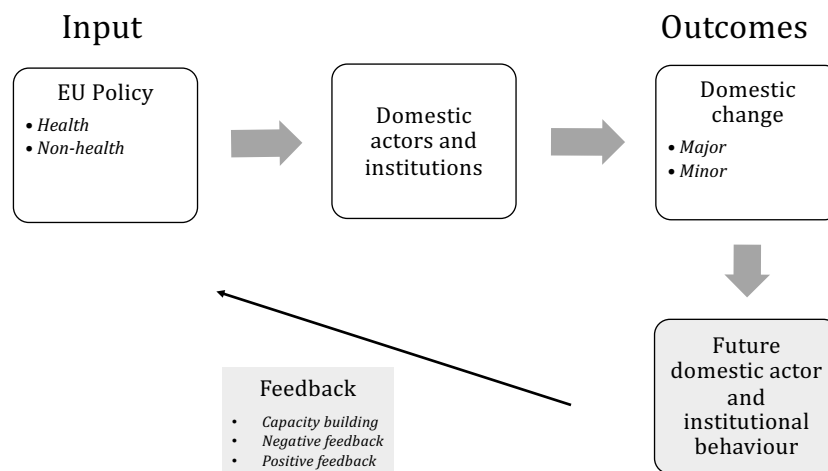 Input
Outcomes
EU Policy
• Health
• Non-health
Domestic
actors and
institutions
Domestic
change
• Major
• Minor
Feedback
• Capacity building
• Negative feedback
• Positive feedback
Future
domestic actor
and
institutional
behaviour